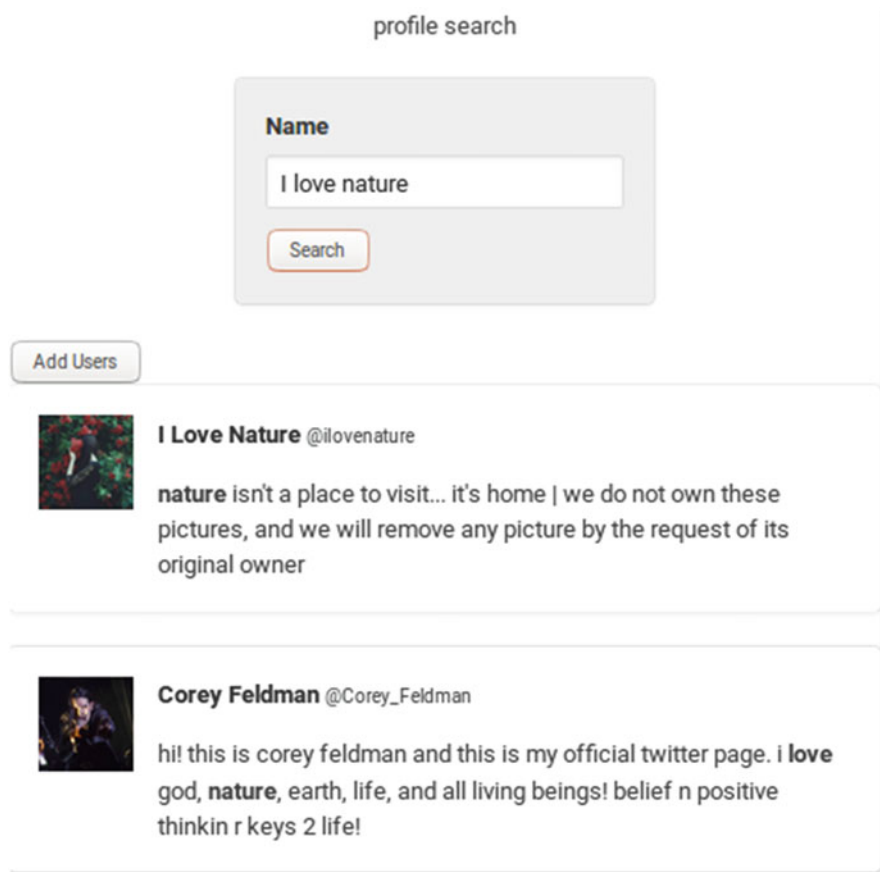 profile search
Name
I love nature
Search
Add Users
I Love Nature @ilovenature
nature isn't a place to visit... it's home | we do not own these
pictures, and we will remove any picture by the request of its
original owner
Corey Feldman @Corey_Feldman
hi! this is corey feldman and this is my official twitter page. i love
god, nature, earth, life, and all living beings! belief n positive
thinkin r keys 2 life!